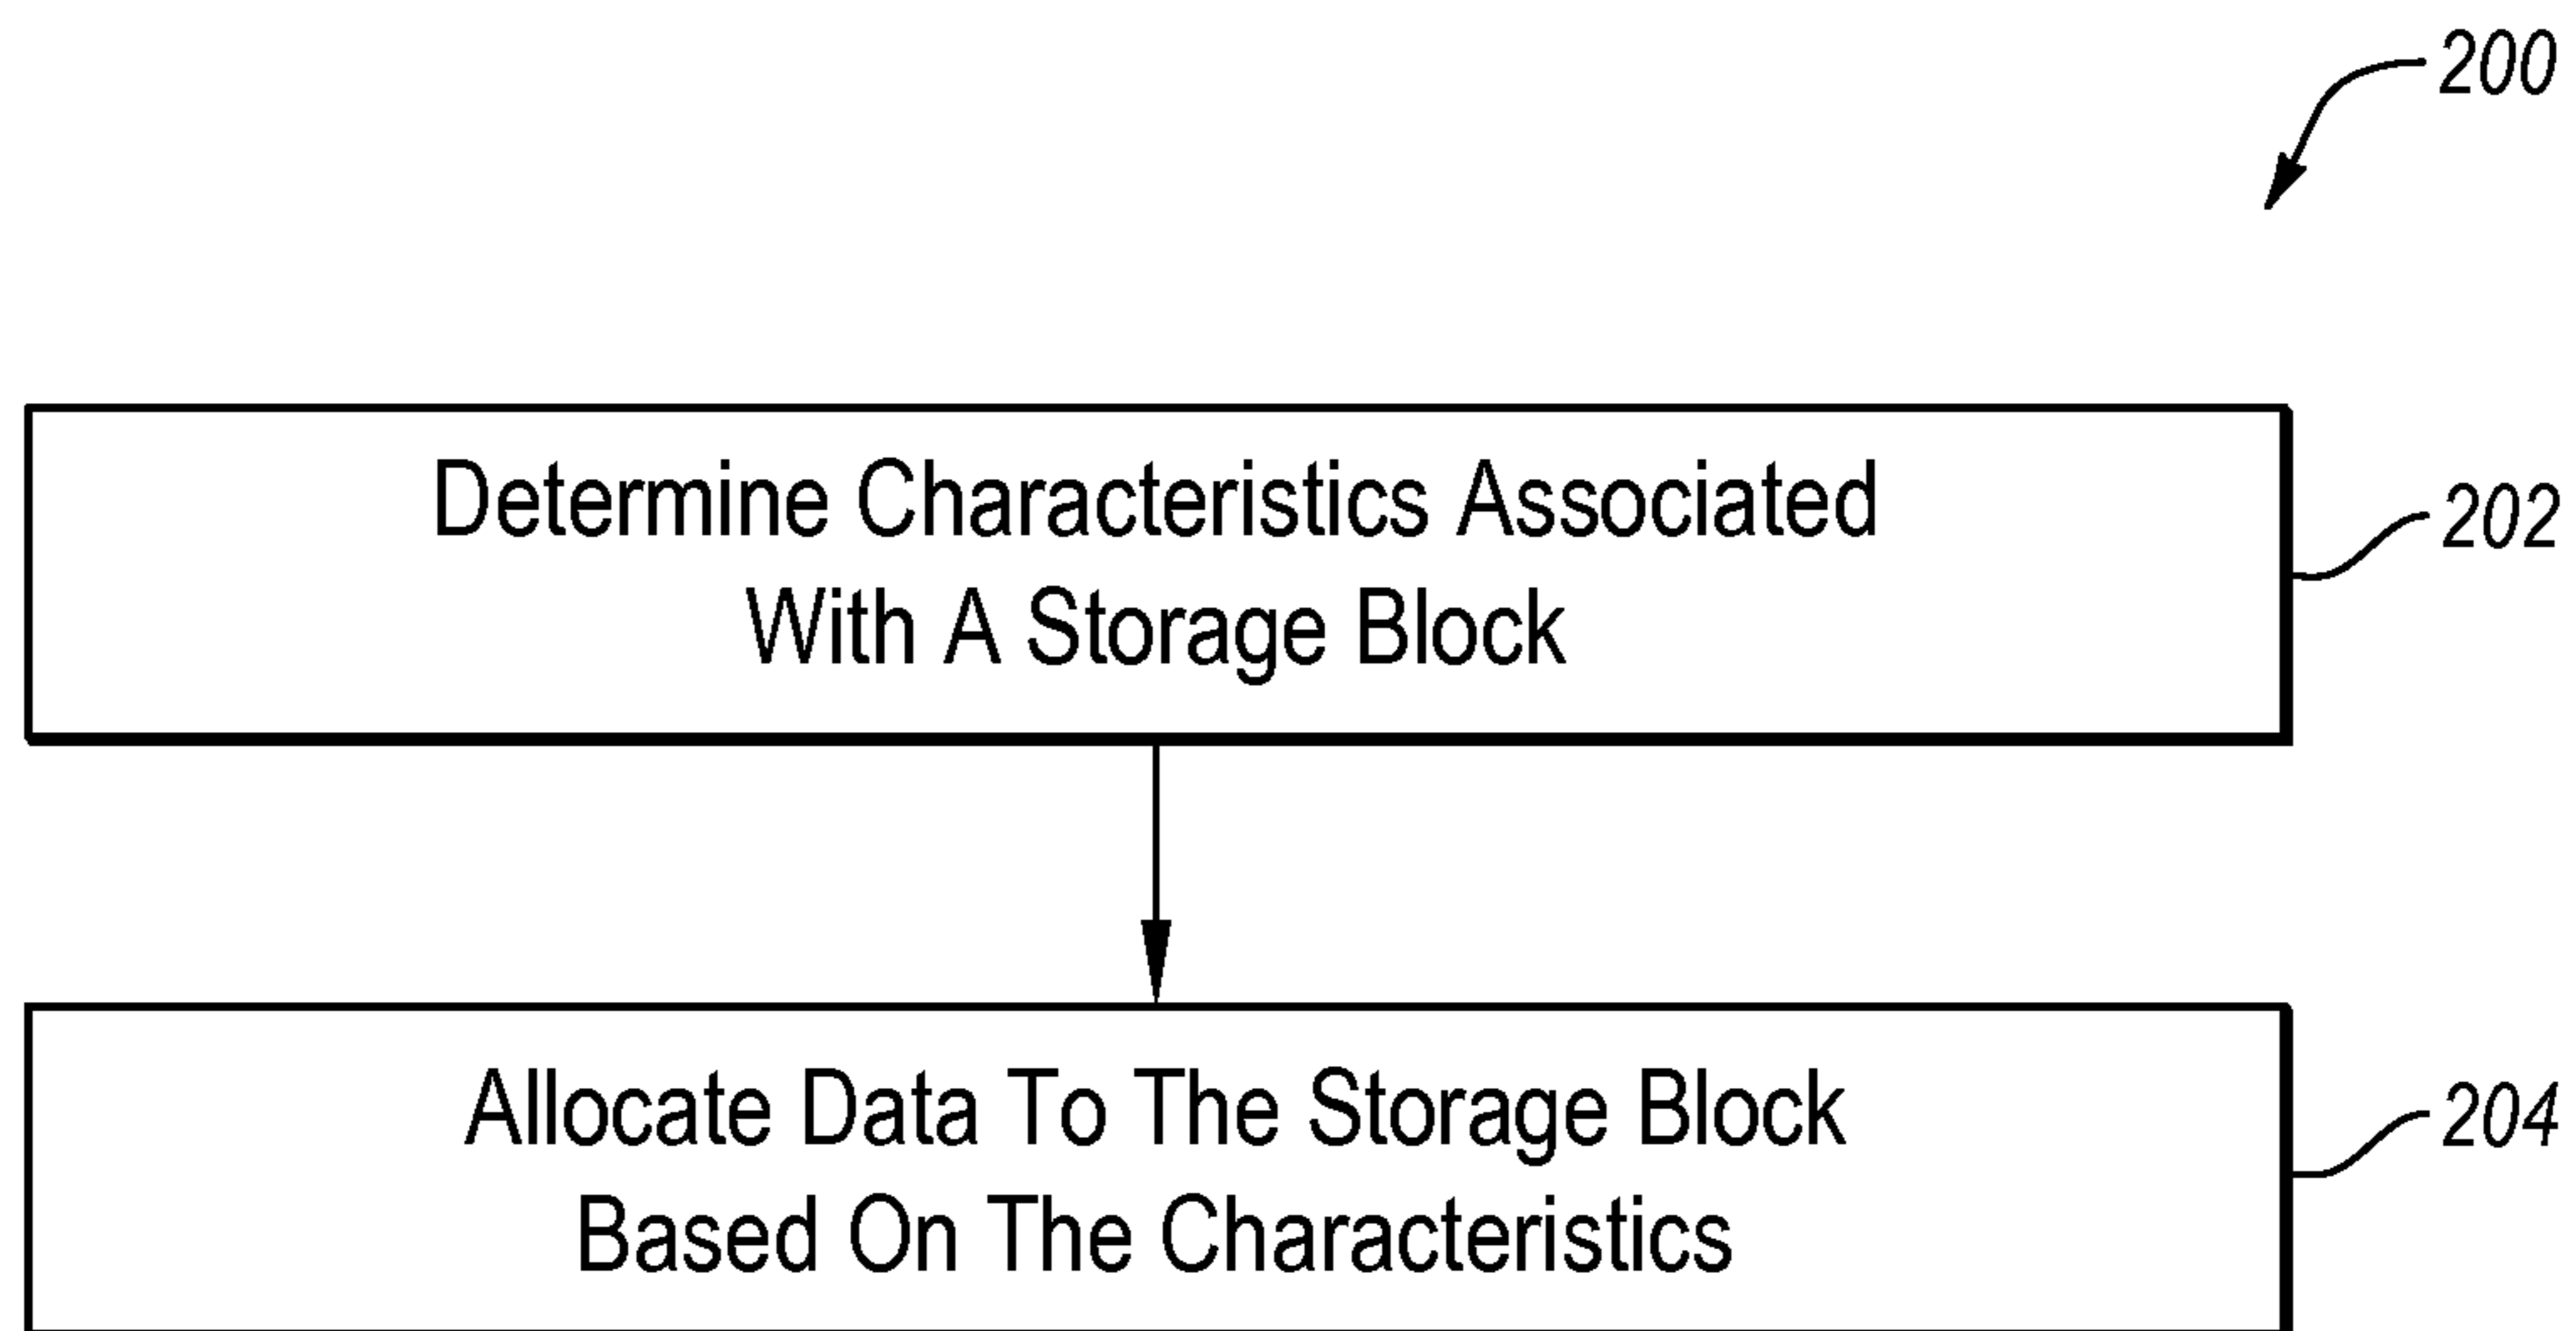 200
Determine Characteristics Associated
With A Storage Block
202
Allocate Data To The Storage Block
Based On The Characteristics
204